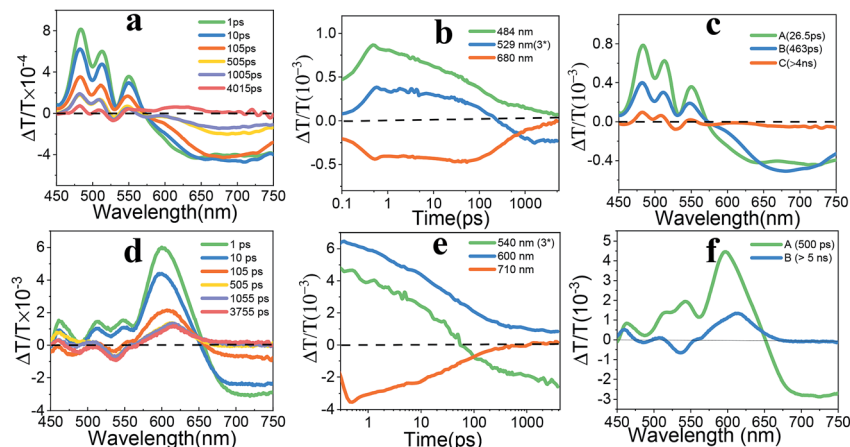 a
ΔT/T×10⁻⁴
8
4
0
-4
1ps
10ps
105ps
505ps
1005ps
4015ps
450 500 550 600 650 700 750
Wavelength(nm)
b
ΔT/T(10⁻³)
1.0
0.5
0.0
-0.5
484 nm
529 nm(3*)
680 nm
0.1 1 10 100 1000
Time(ps)
c
ΔT/T(10⁻³)
0.8
0.4
0.0
-0.4
A(26.5ps)
B(463ps)
C(>4ns)
450 500 550 600 650 700 750
Wavelength(nm)
d
ΔT/T×10⁻³
6
4
2
0
-2
-4
1 ps
10 ps
105 ps
505 ps
1055 ps
3755 ps
450 500 550 600 650 700 750
Wavelength(nm)
e
ΔT/T(10⁻³)
6
4
2
0
-2
-4
540 nm (3*)
600 nm
710 nm
1 10 100 1000
Time(ps)
f
ΔT/T (10⁻³)
5
4
3
2
1
0
-1
-3
A (500 ps)
B (> 5 ns)
450 500 550 600 650 700 750
Wavelength (nm)